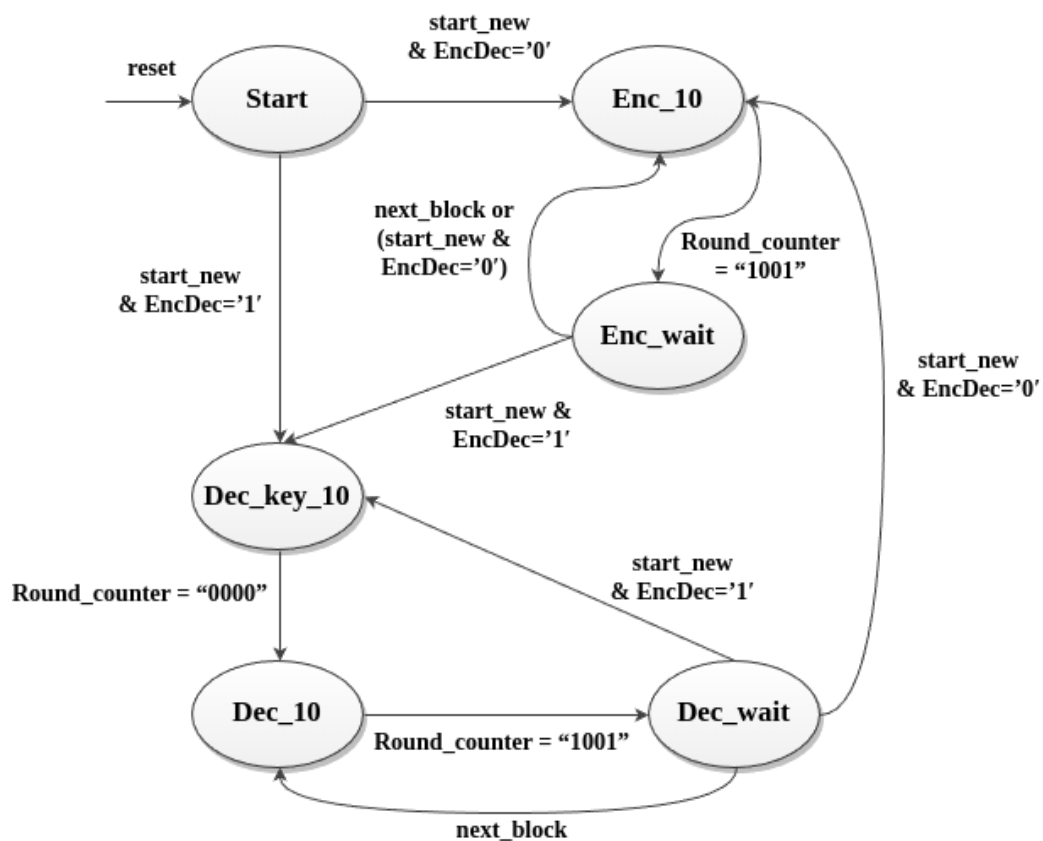 start_new
& EncDec=’0′
reset
Start
Enc_10
next_block or
(start_new &
EncDec=’0′)
Round_counter
= “1001”
start_new
& EncDec=’1′
Enc_wait
start_new
& EncDec=’0′
start_new &
EncDec=’1′
Dec_key_10
start_new
& EncDec=’1′
Round_counter = “0000”
Dec_10
Dec_wait
Round_counter = “1001”
next_block